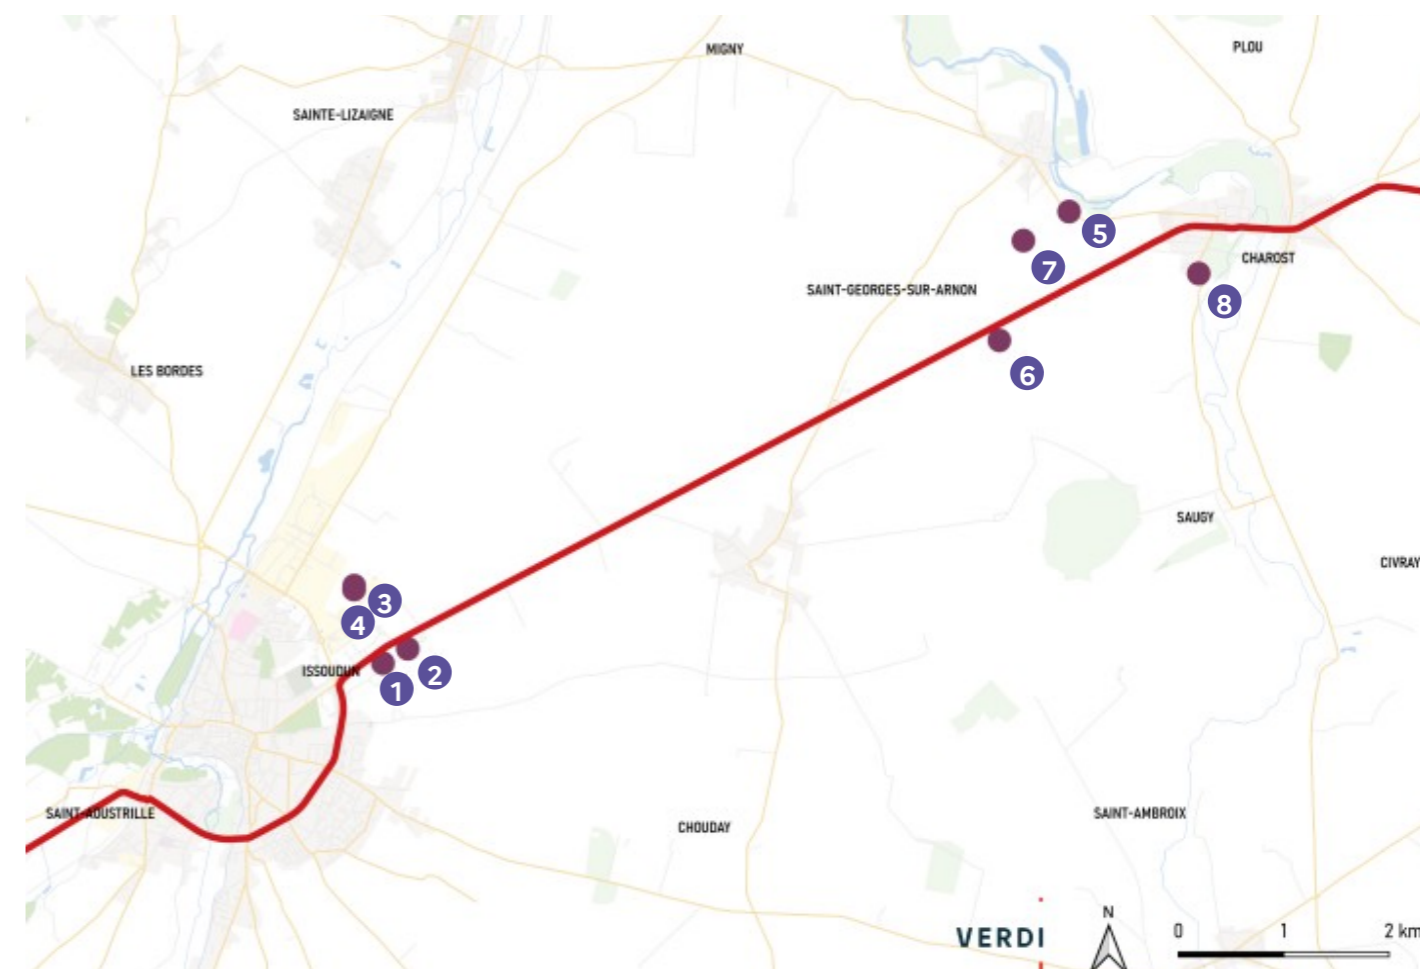 MIGNY
PLOU
SAINTE-LIZAIGNE
5
7
CHAROST
SAINT-GEORGES-SUR-ARNON
8
6
LES BORDES
SAUGY
CIVRAY
3
4
ISSOUDUN
2
1
SAINT-AOUSTRILLE
CHOUDAY
SAINT-AMBROIX
N
VERDI
0 1 2 km